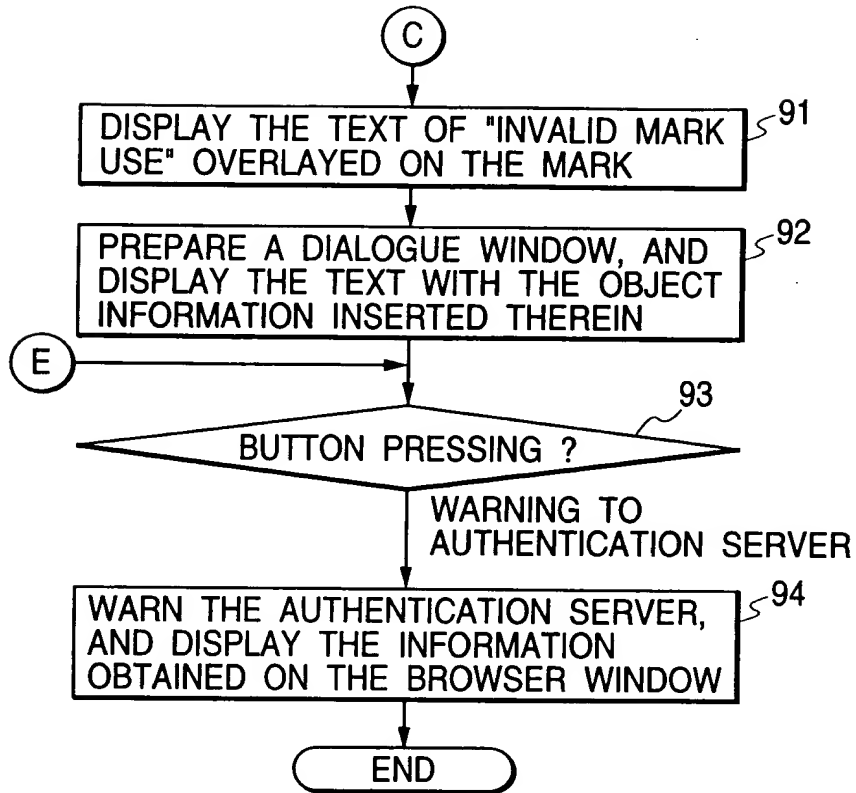 C
91
DISPLAY THE TEXT OF "INVALID MARK
USE" OVERLAYED ON THE MARK
92
PREPARE A DIALOGUE WINDOW, AND
DISPLAY THE TEXT WITH THE OBJECT
INFORMATION INSERTED THEREIN
E
93
BUTTON PRESSING ?
WARNING TO
AUTHENTICATION SERVER
94
WARN THE AUTHENTICATION SERVER,
AND DISPLAY THE INFORMATION
OBTAINED ON THE BROWSER WINDOW
END